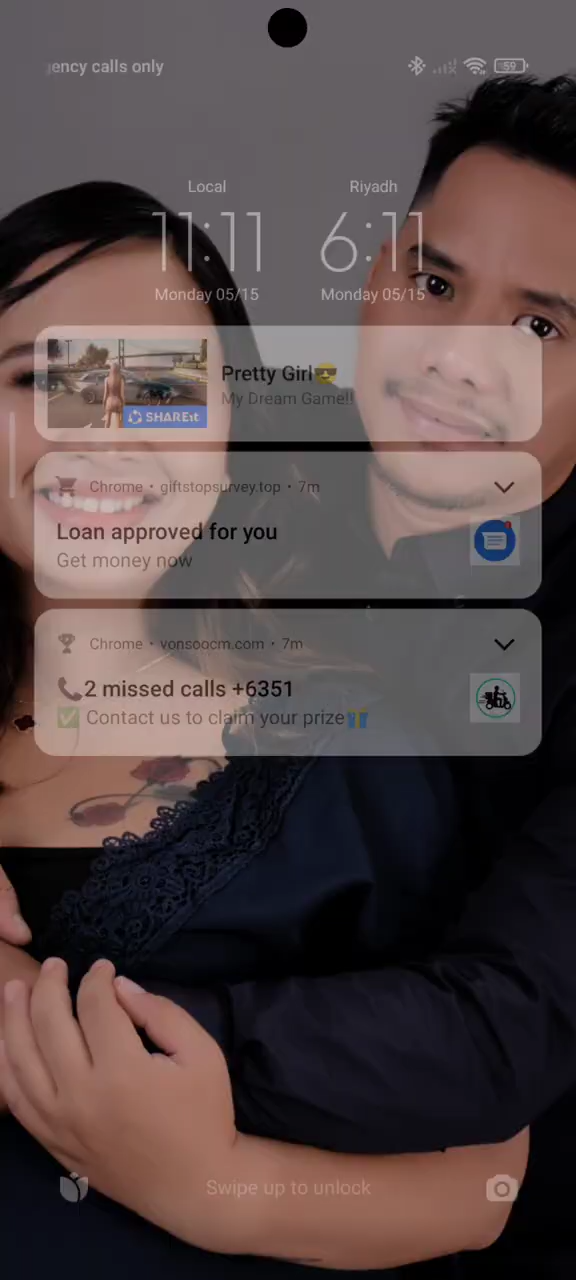 ency calls only
59
Local
Riyadh
11:11
6:11
Monday 05/15
Monday 05/15
Pretty Girl😎
My Dream Game!!
SHAREit
Chrome • giftstopsurvey.top • 7m
Loan approved for you
Get money now
Chrome • vonsoocm.com • 7m
📞2 missed calls +6351
✅ Contact us to claim your prize🎁
Swipe up to unlock